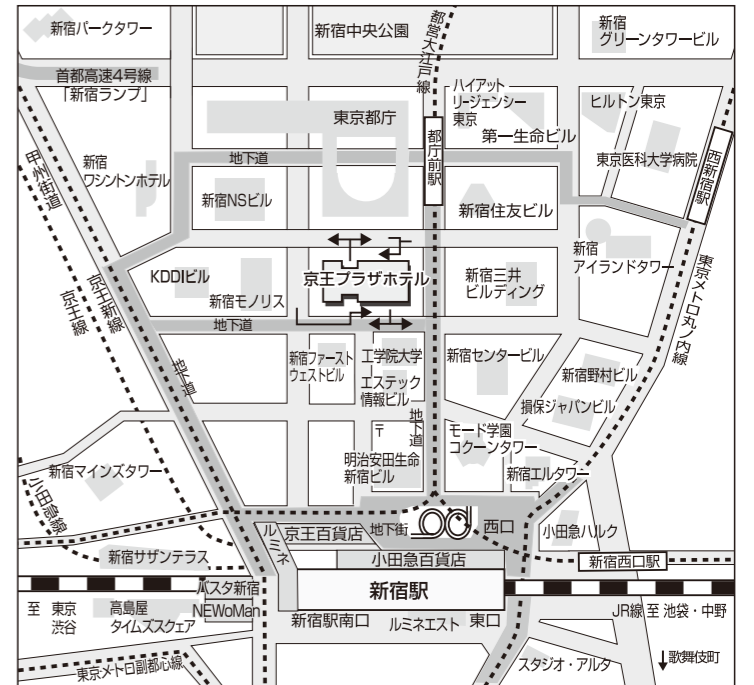 新宿パークタワー
新宿中央公園
都営大江戸線
新宿
グリーンタワービル
首都高速4号線
「新宿ランプ」
ハイアット
リージェンシー
東京
ヒルトン東京
東京都庁
都庁前駅
第一生命ビル
甲州街道
新宿
ワシントンホテル
地下道
東京医科大学病院
西新宿駅
新宿NSビル
新宿住友ビル
新宿
アイランドタワー
京王新線
京王線
KDDIビル
京王プラザホテル
新宿三井
ビルディング
東京メトロ丸ノ内線
新宿モノリス
地下道
地下道
新宿ファースト
ウェストビル
工学院大学
新宿センタービル
エステック
情報ビル
新宿野村ビル
損保ジャパンビル
地下道
〒
モード学園
コクーンタワー
明治安田生命
新宿ビル
新宿マインズタワー
新宿エルタワー
小田急線
ルミネ
京王百貨店
地下街
西口
小田急ハルク
新宿サザンテラス
小田急百貨店
新宿西口駅
バスタ新宿
新宿駅
至 東京
渋谷
高島屋
タイムズスクェア
NEWoMan
新宿駅南口
ルミネエスト
東口
JR線 至 池袋・中野
東京メトロ副都心線
スタジオ・アルタ
↓歌舞伎町